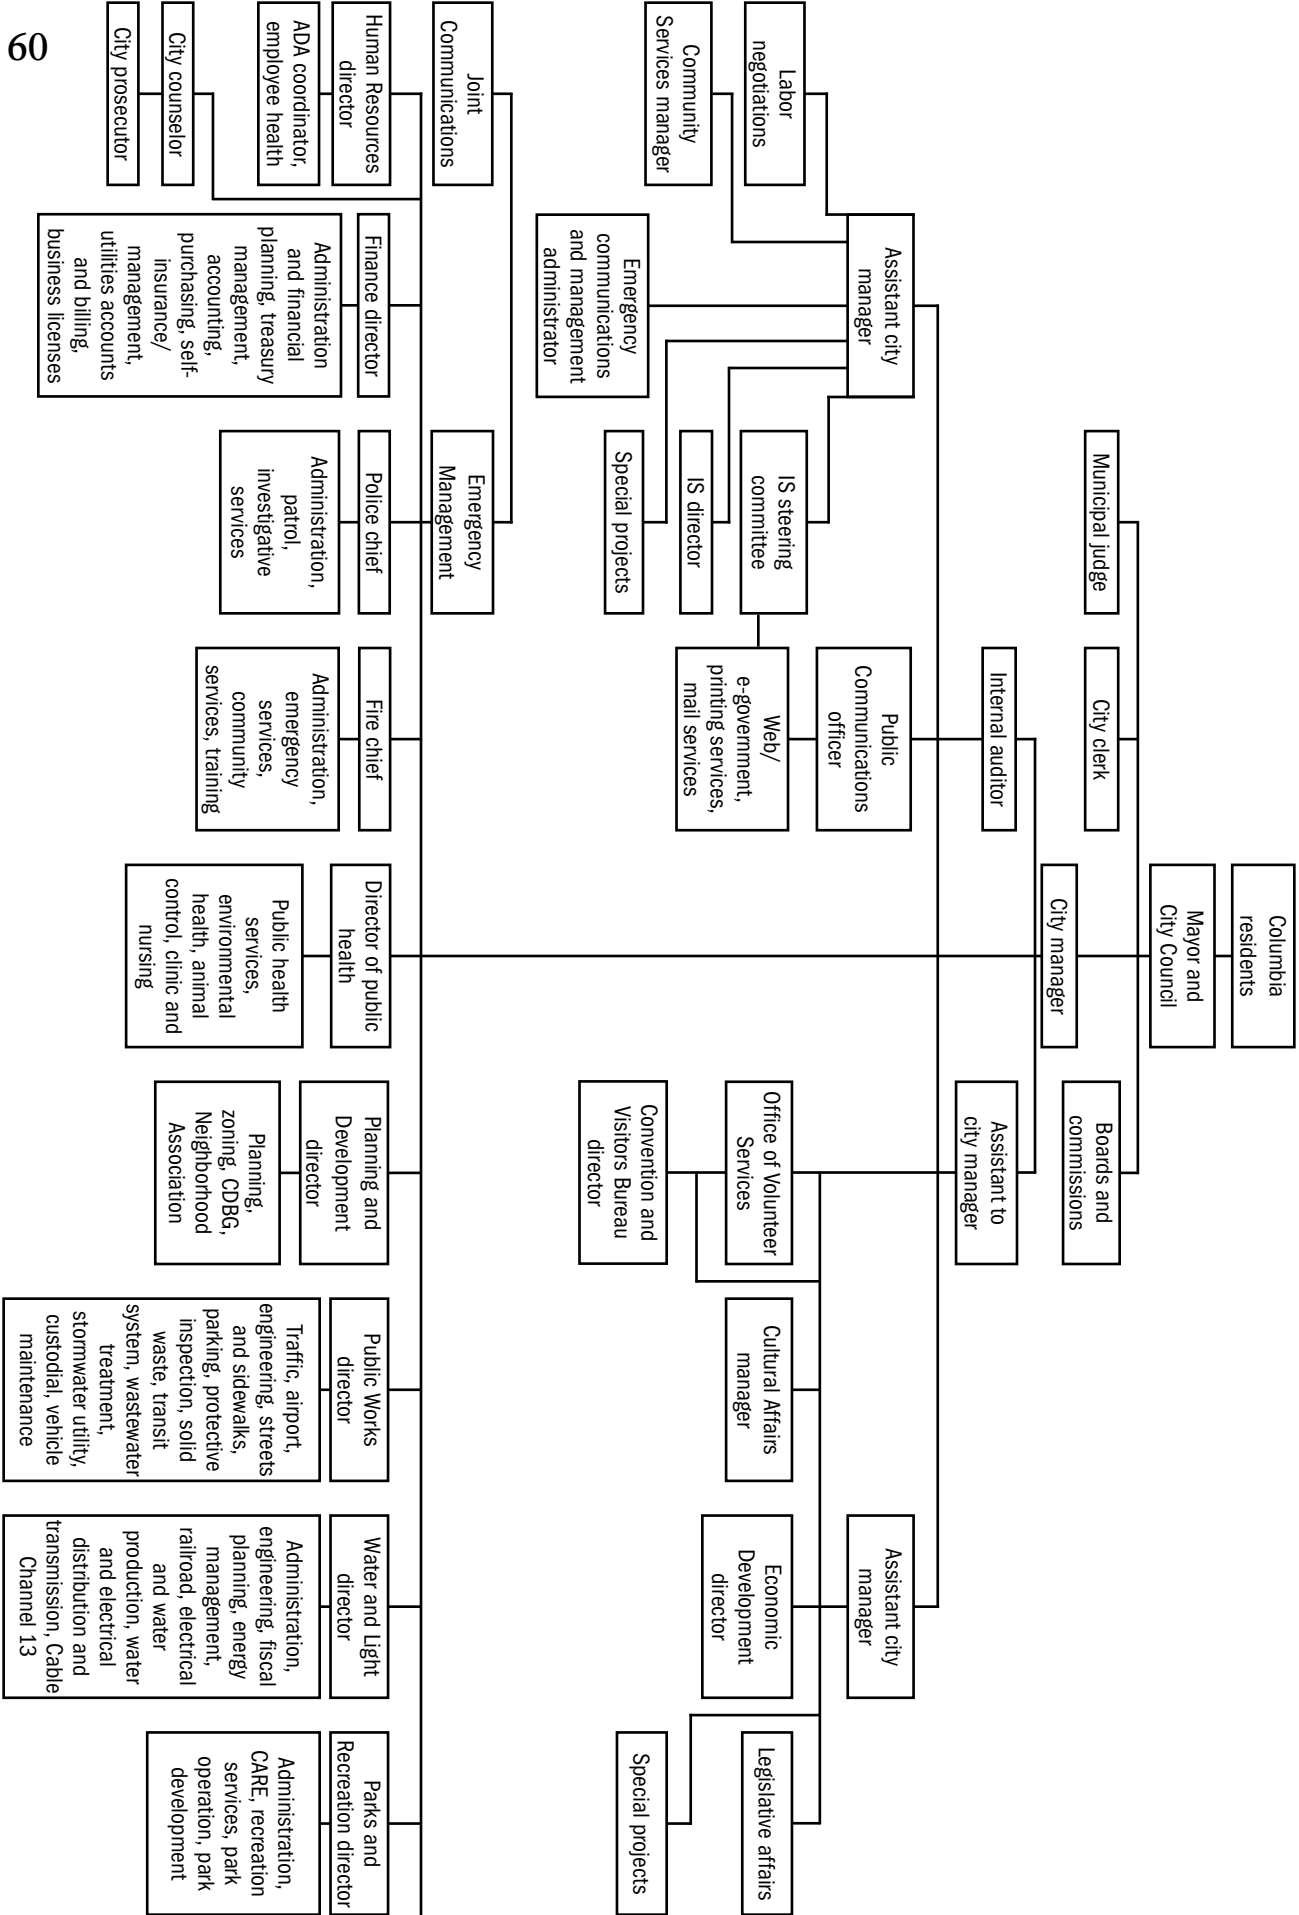 60
Columbia
residents
Mayor and
City Council
Municipal judge
City clerk
Boards and
commissions
City manager
Internal auditor
Assistant to
city manager
Assistant city
manager
Public
Communications
officer
Assistant city
manager
Labor
negotiations
IS steering
committee
Web/
e-government,
printing services,
mail services
Office of Volunteer
Services
Cultural Affairs
manager
Economic
Development
director
Legislative affairs
Community
Services manager
IS director
Convention and
Visitors Bureau
director
Special projects
Emergency
communications
and management
administrator
Special projects
Joint
Communications
Emergency
Management
Human Resources
director
ADA coordinator,
employee health
Finance director
Administration
and financial
planning, treasury
management,
accounting,
purchasing, self-
insurance/
management,
utilities accounts
and billing,
business licenses
Police chief
Administration,
patrol,
investigative
services
Fire chief
Administration,
emergency
services,
community
services, training
Director of public
health
Public health
services,
environmental
health, animal
control, clinic and
nursing
Planning and
Development
director
Planning,
zoning, CDBG,
Neighborhood
Association
Public Works
director
Traffic, airport,
engineering, streets
and sidewalks,
parking, protective
inspection, solid
waste, transit
system, wastewater
treatment,
stormwater utility,
custodial, vehicle
maintenance
Water and Light
director
Administration,
engineering, fiscal
planning, energy
management,
railroad, electrical
and water
production, water
and electrical
distribution and
transmission, Cable
Channel 13
Parks and
Recreation director
Administration,
CARE, recreation
services, park
operation, park
development
City counselor
City prosecutor